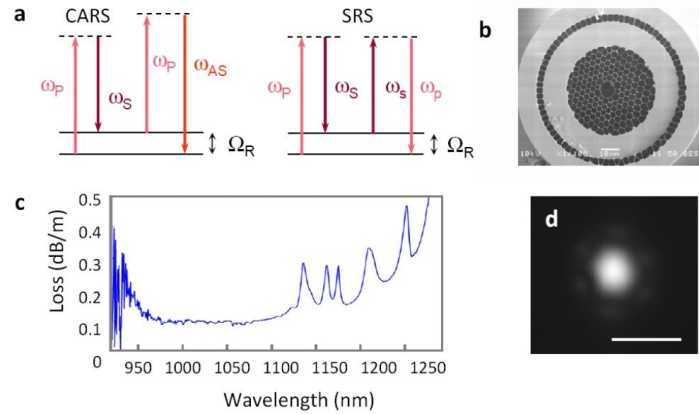 a
CARS
SRS
b
ωP
ωS
ωP
ωAS
ΩR
ωP
ωS
ωs
ωp
ΩR
c
Loss (dB/m)
0.5
0.4
0.3
0.2
0.1
0
950 1000 1050 1100 1150 1200 1250
Wavelength (nm)
d